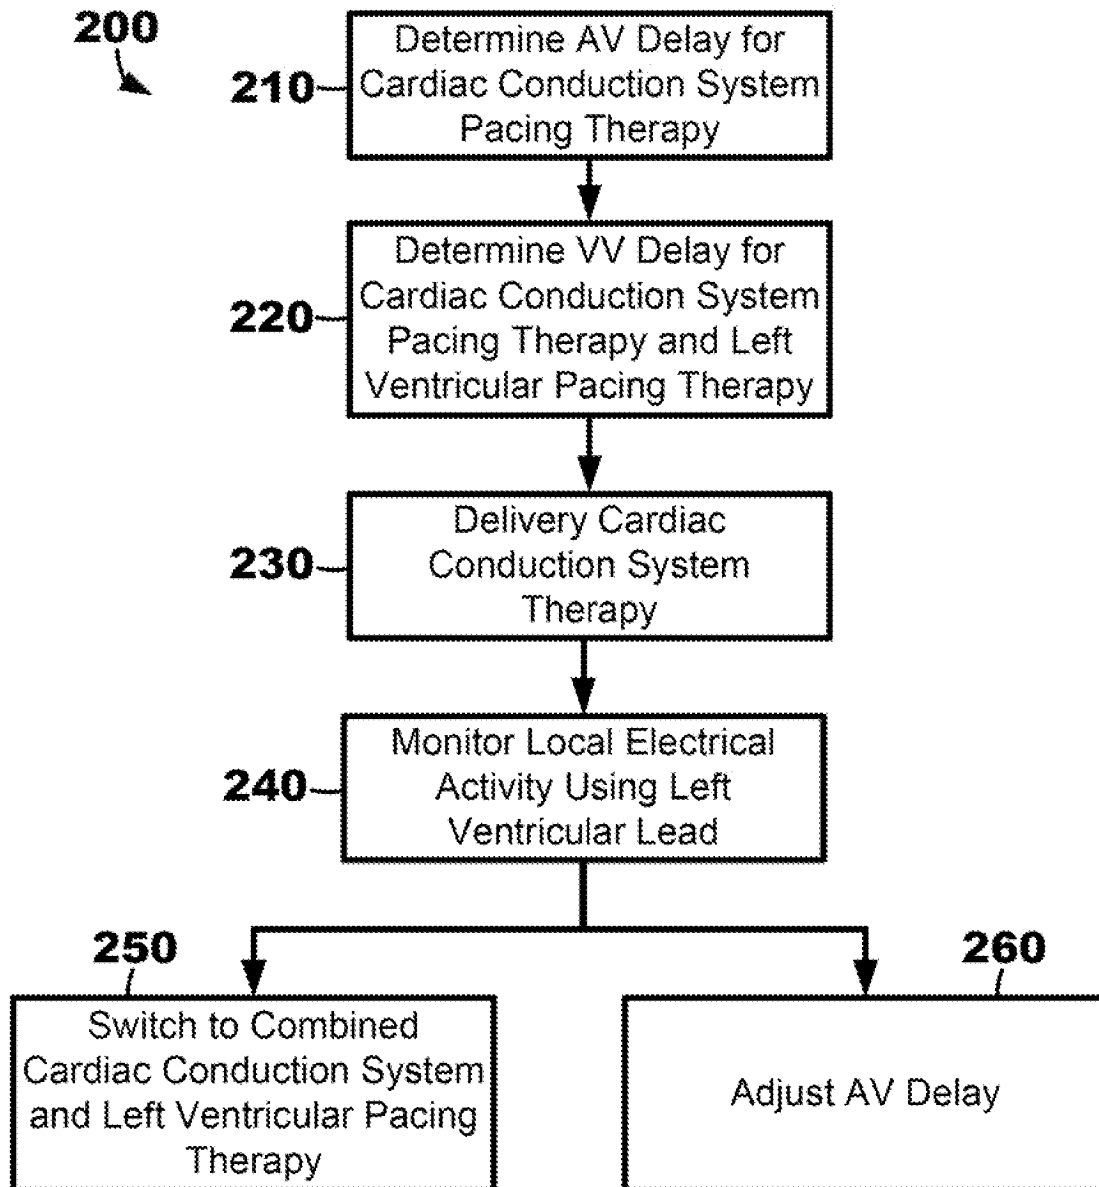 200
210
Determine AV Delay for
Cardiac Conduction System
Pacing Therapy
220
Determine VV Delay for
Cardiac Conduction System
Pacing Therapy and Left
Ventricular Pacing Therapy
230
Delivery Cardiac
Conduction System
Therapy
240
Monitor Local Electrical
Activity Using Left
Ventricular Lead
250
Switch to Combined
Cardiac Conduction System
and Left Ventricular Pacing
Therapy
260
Adjust AV Delay